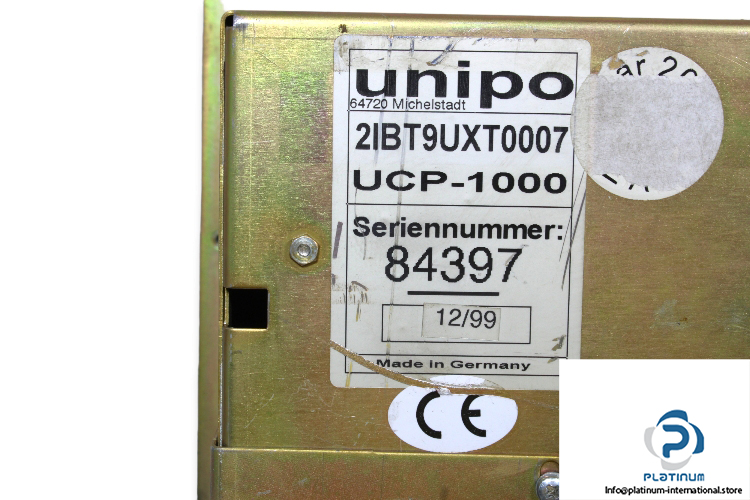 unipo
64720 Michelstadt
2IBT9UXT0007
UCP-1000
Seriennummer:
84397
12/99
Made in Germany
CE
PLATINUM
Info@platinum-international.store